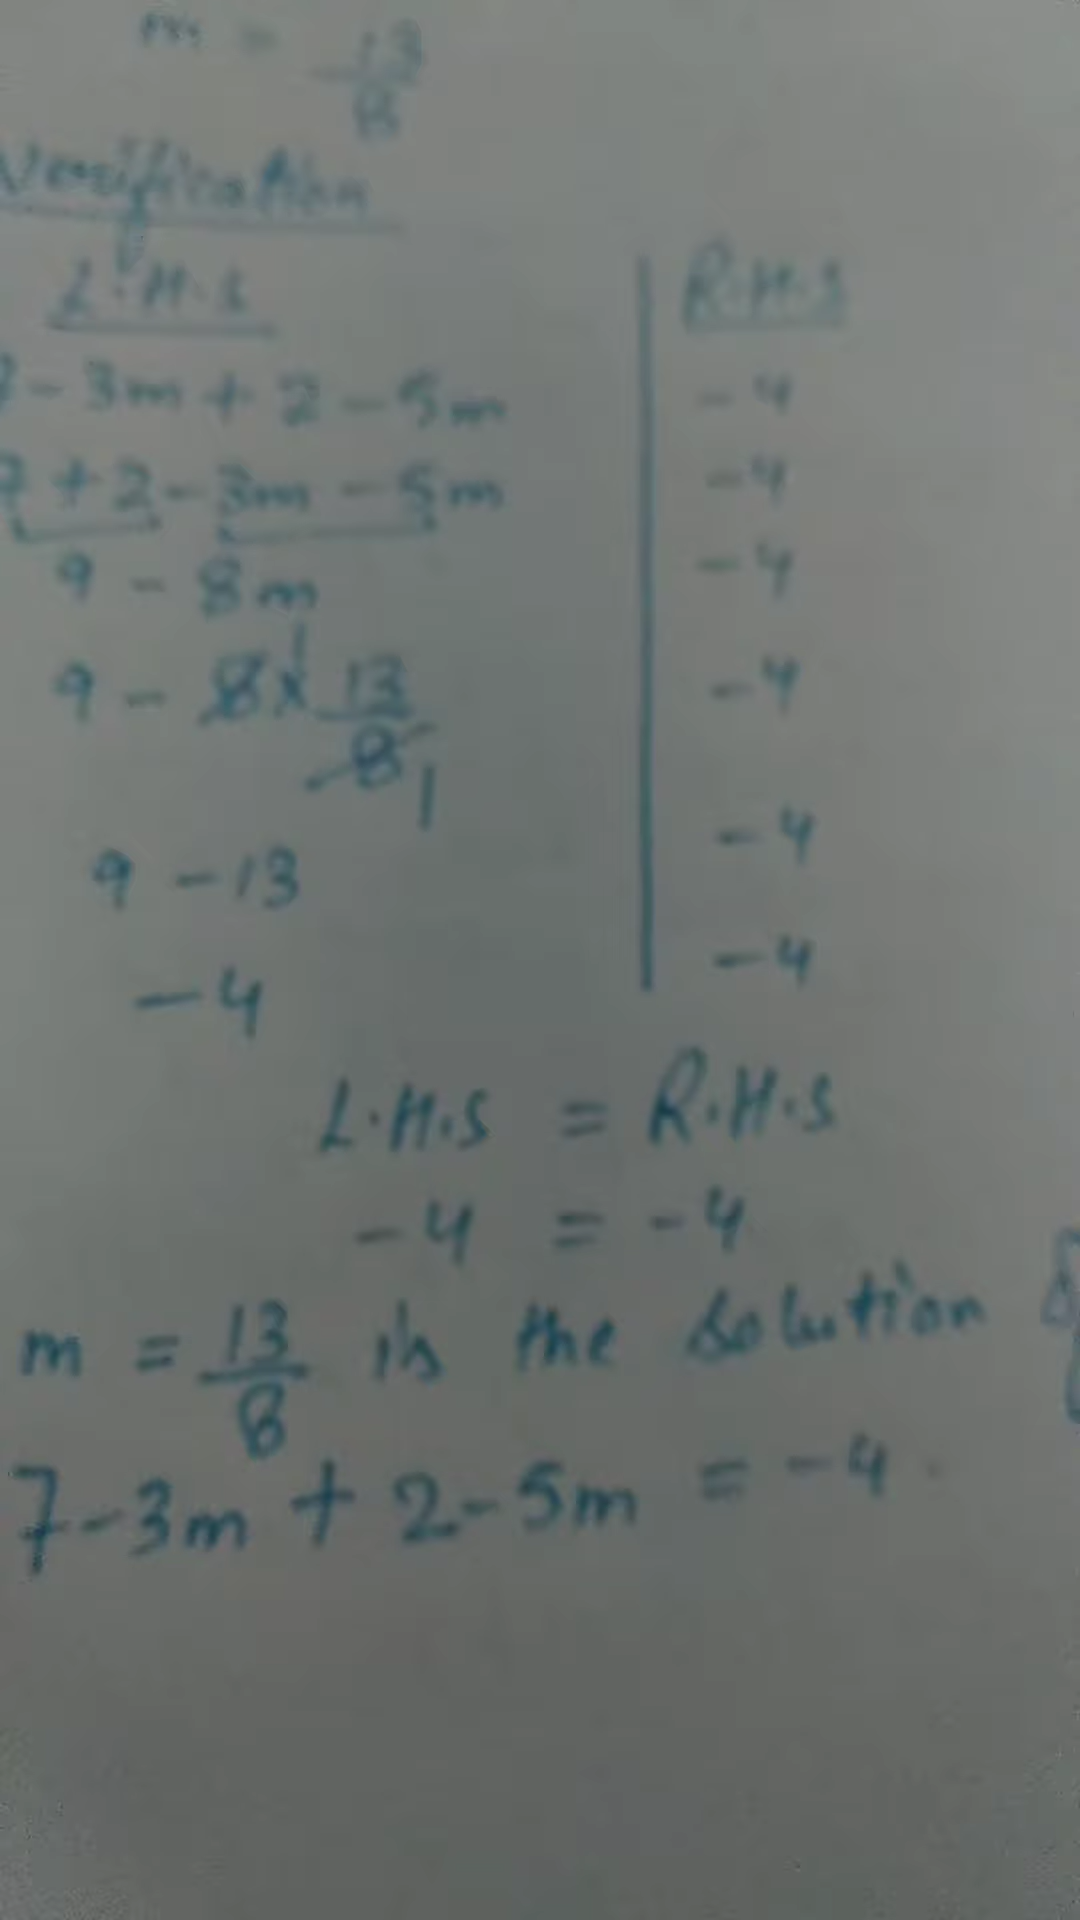 m = 13/8
Verification
L.H.S | R.H.S
7 - 3m + 2 - 5m | - 4
7 + 2 - 3m - 5m | - 4
9 - 8m | - 4
9 - 8 1 x 13/8 1 | - 4
9 - 13 | - 4
- 4 | - 4
L.H.S = R.H.S
- 4 = - 4
m = 13/8 is the solution
7 - 3m + 2 - 5m = - 4.